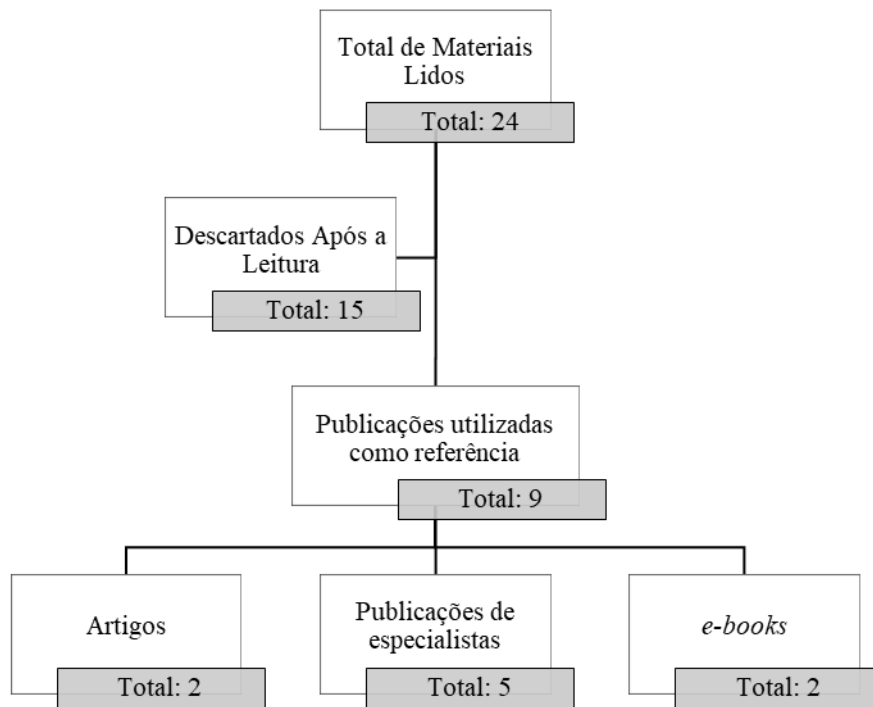 Total de Materiais
Lidos
Total: 24
Descartados Após a
Leitura
Total: 15
Publicações utilizadas
como referência
Total: 9
Artigos
Total: 2
Publicações de
especialistas
Total: 5
e-books
Total: 2